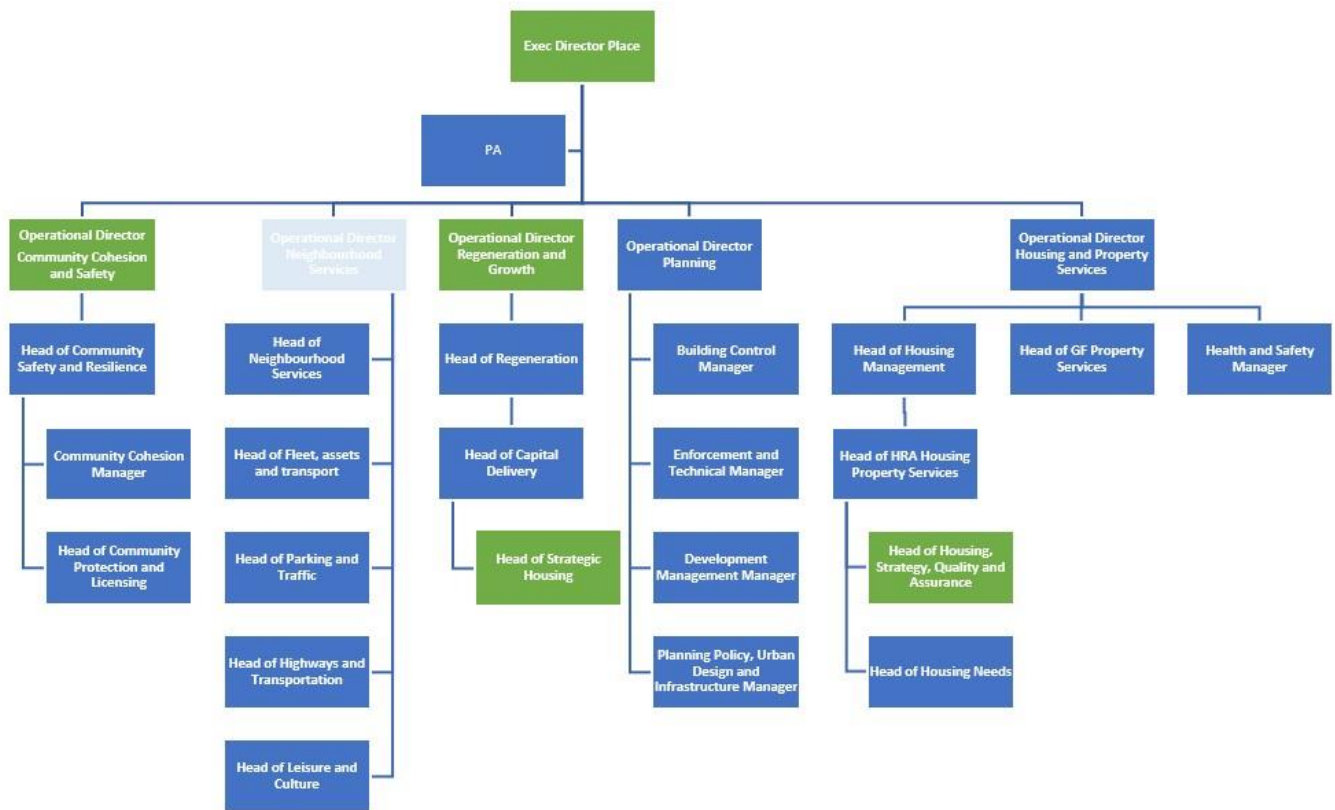 Exec Director Place
PA
Operational Director
Community Cohesion
and Safety
Operational Director
Neighbourhood
Services
Operational Director
Regeneration and
Growth
Operational Director
Planning
Operational Director
Housing and Property
Services
Head of Community
Safety and Resilience
Community Cohesion
Manager
Head of Community
Protection and
Licensing
Head of
Neighbourhood
Services
Head of Fleet, assets
and transport
Head of Parking and
Traffic
Head of Highways and
Transportation
Head of Leisure and
Culture
Head of Regeneration
Head of Capital
Delivery
Head of Strategic
Housing
Building Control
Manager
Enforcement and
Technical Manager
Development
Management Manager
Planning Policy, Urban
Design and
Infrastructure Manager
Head of Housing
Management
Head of HRA Housing
Property Services
Head of Housing,
Strategy, Quality and
Assurance
Head of Housing Needs
Head of GF Property
Services
Health and Safety
Manager